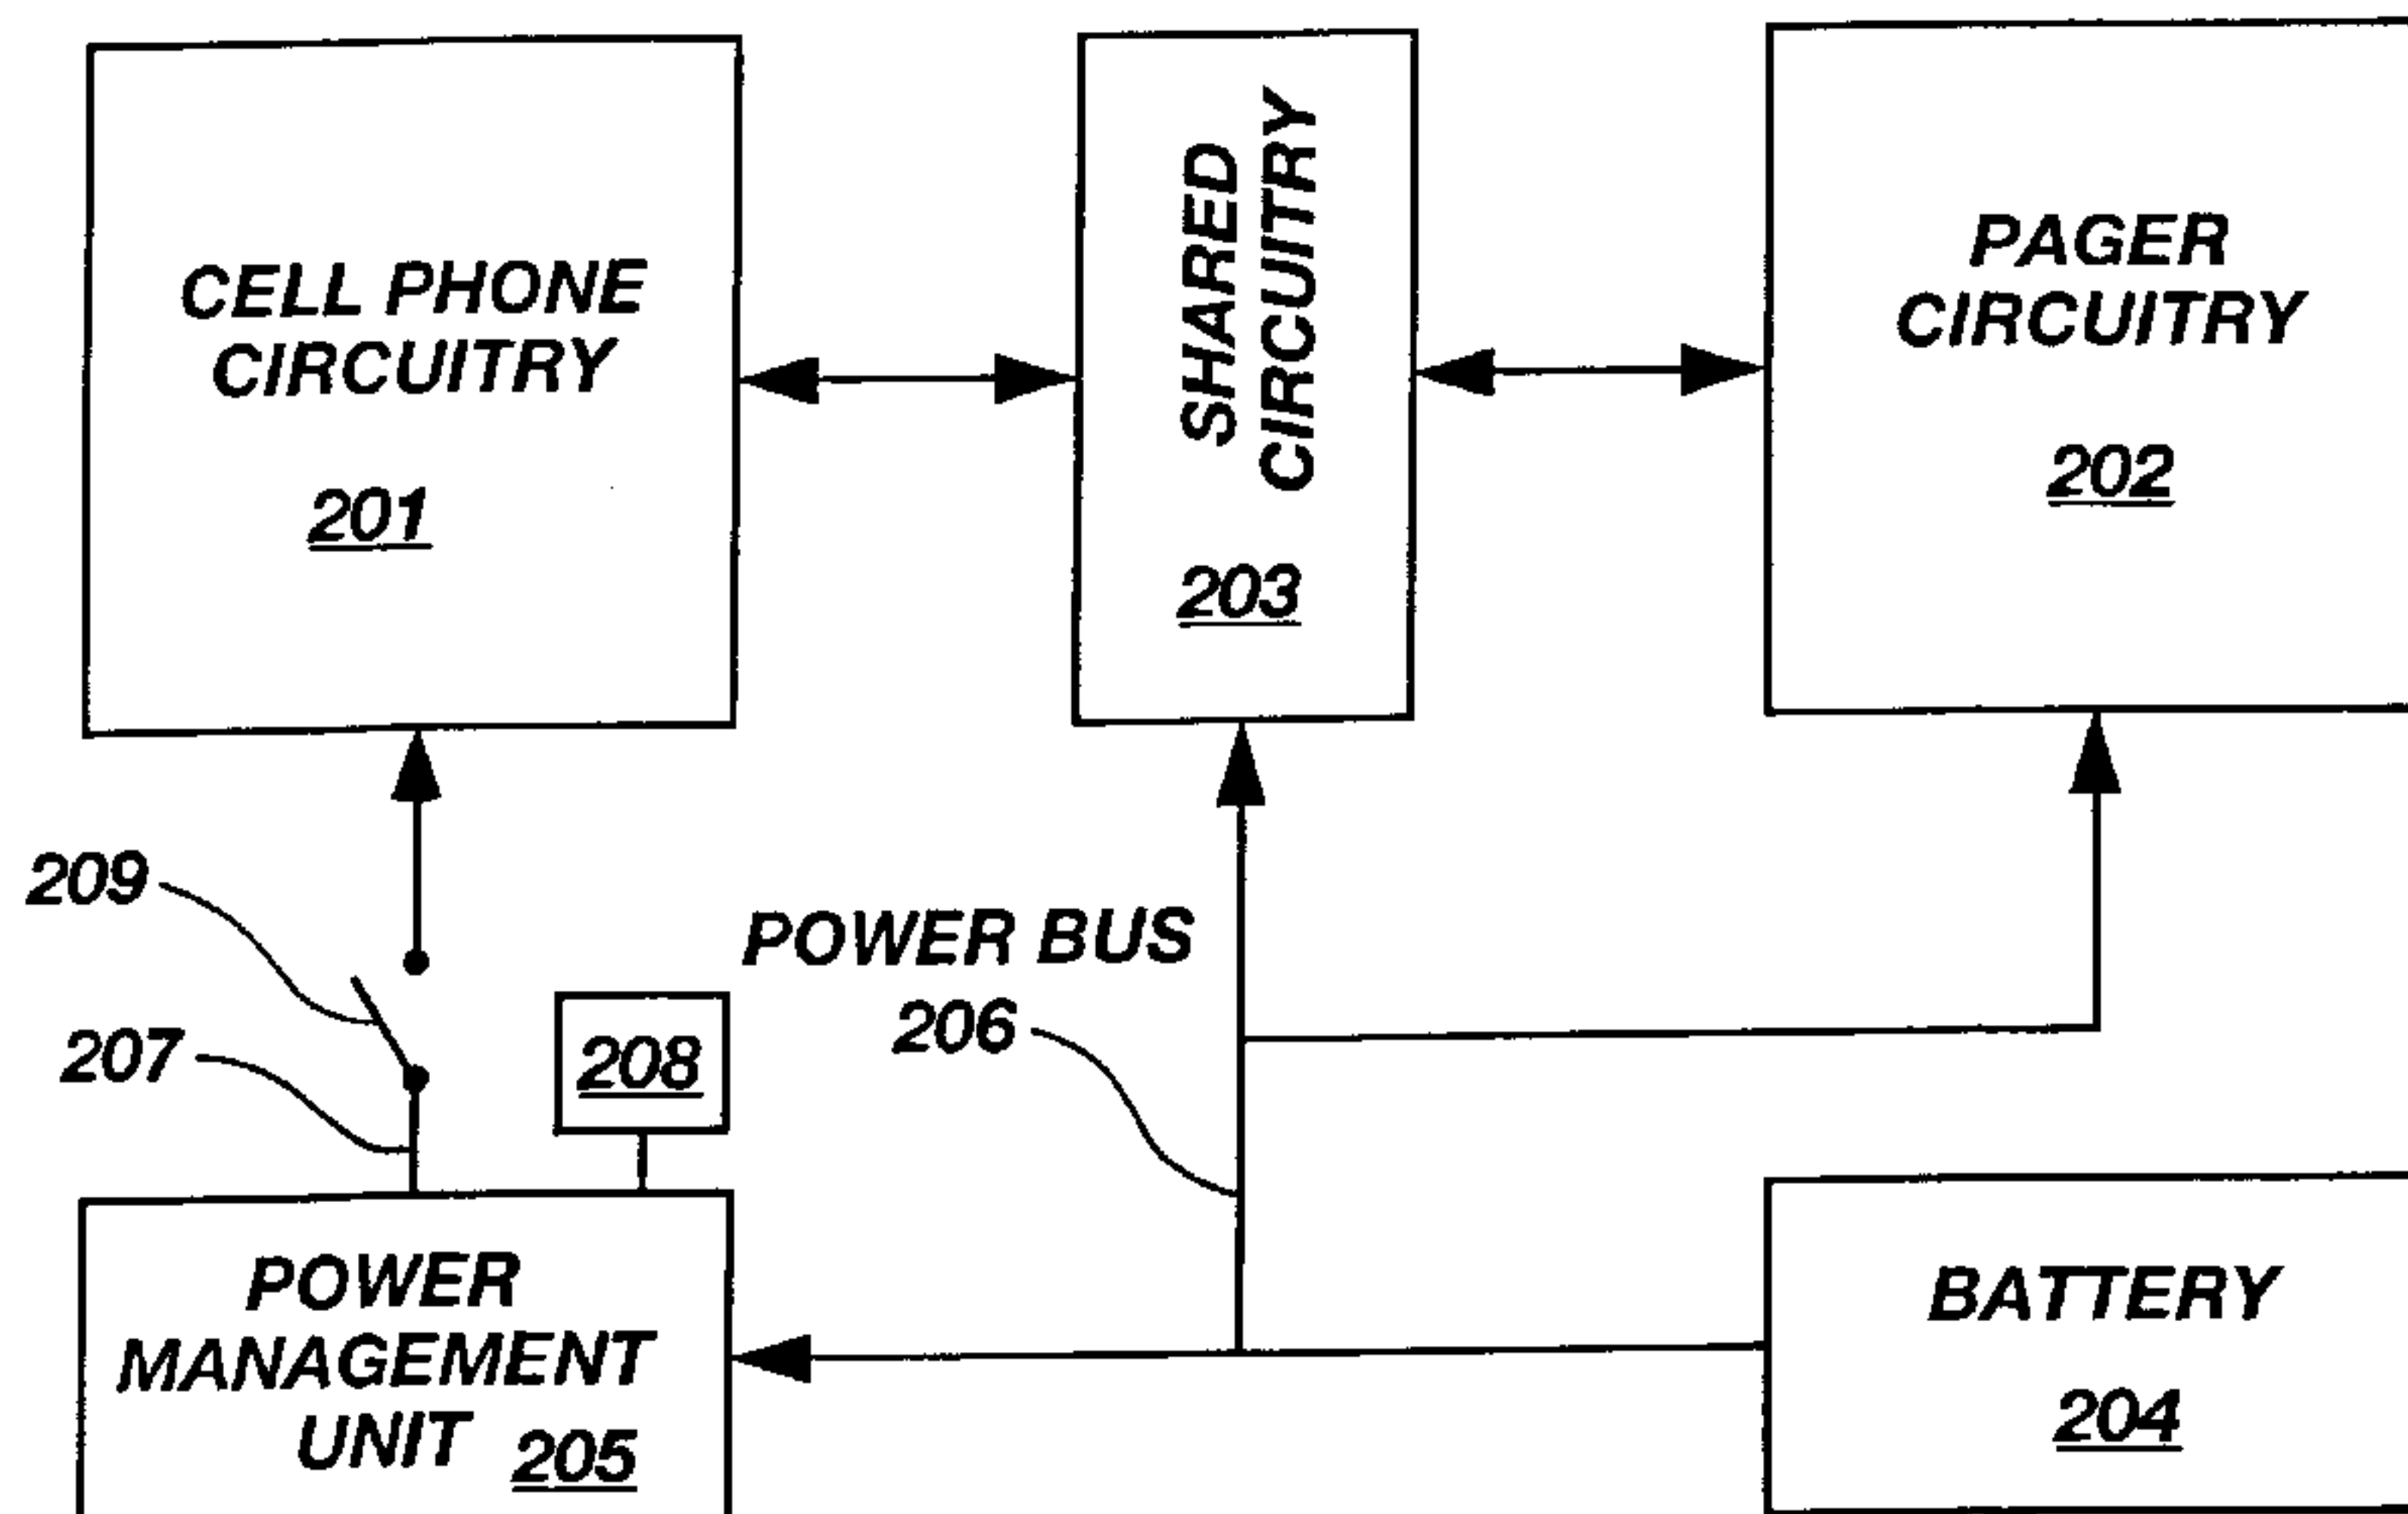 CELL PHONE
CIRCUITRY
201
SHARED
CIRCUITRY
203
PAGER
CIRCUITRY
202
209
207
208
POWER BUS
206
POWER
MANAGEMENT
UNIT 205
BATTERY
204